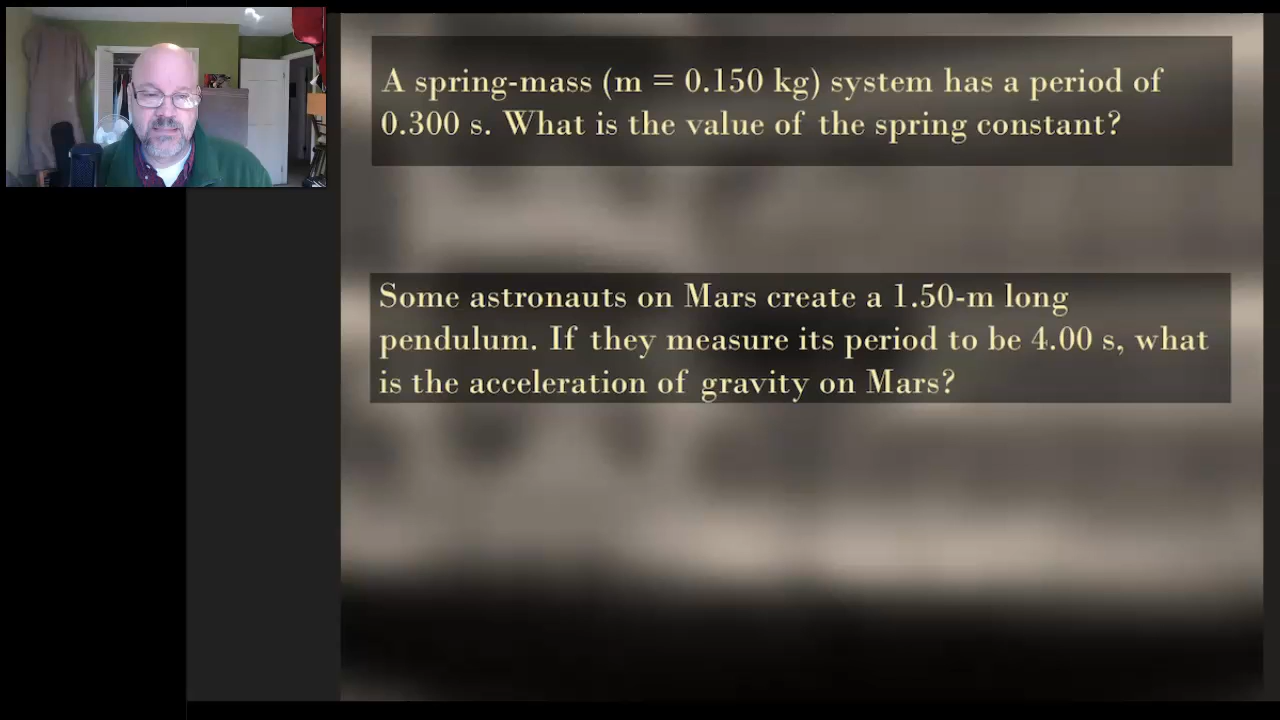 A spring-mass (m = 0.150 kg) system has a period of
0.300 s. What is the value of the spring constant?
Some astronauts on Mars create a 1.50-m long
pendulum. If they measure its period to be 4.00 s, what
is the acceleration of gravity on Mars?